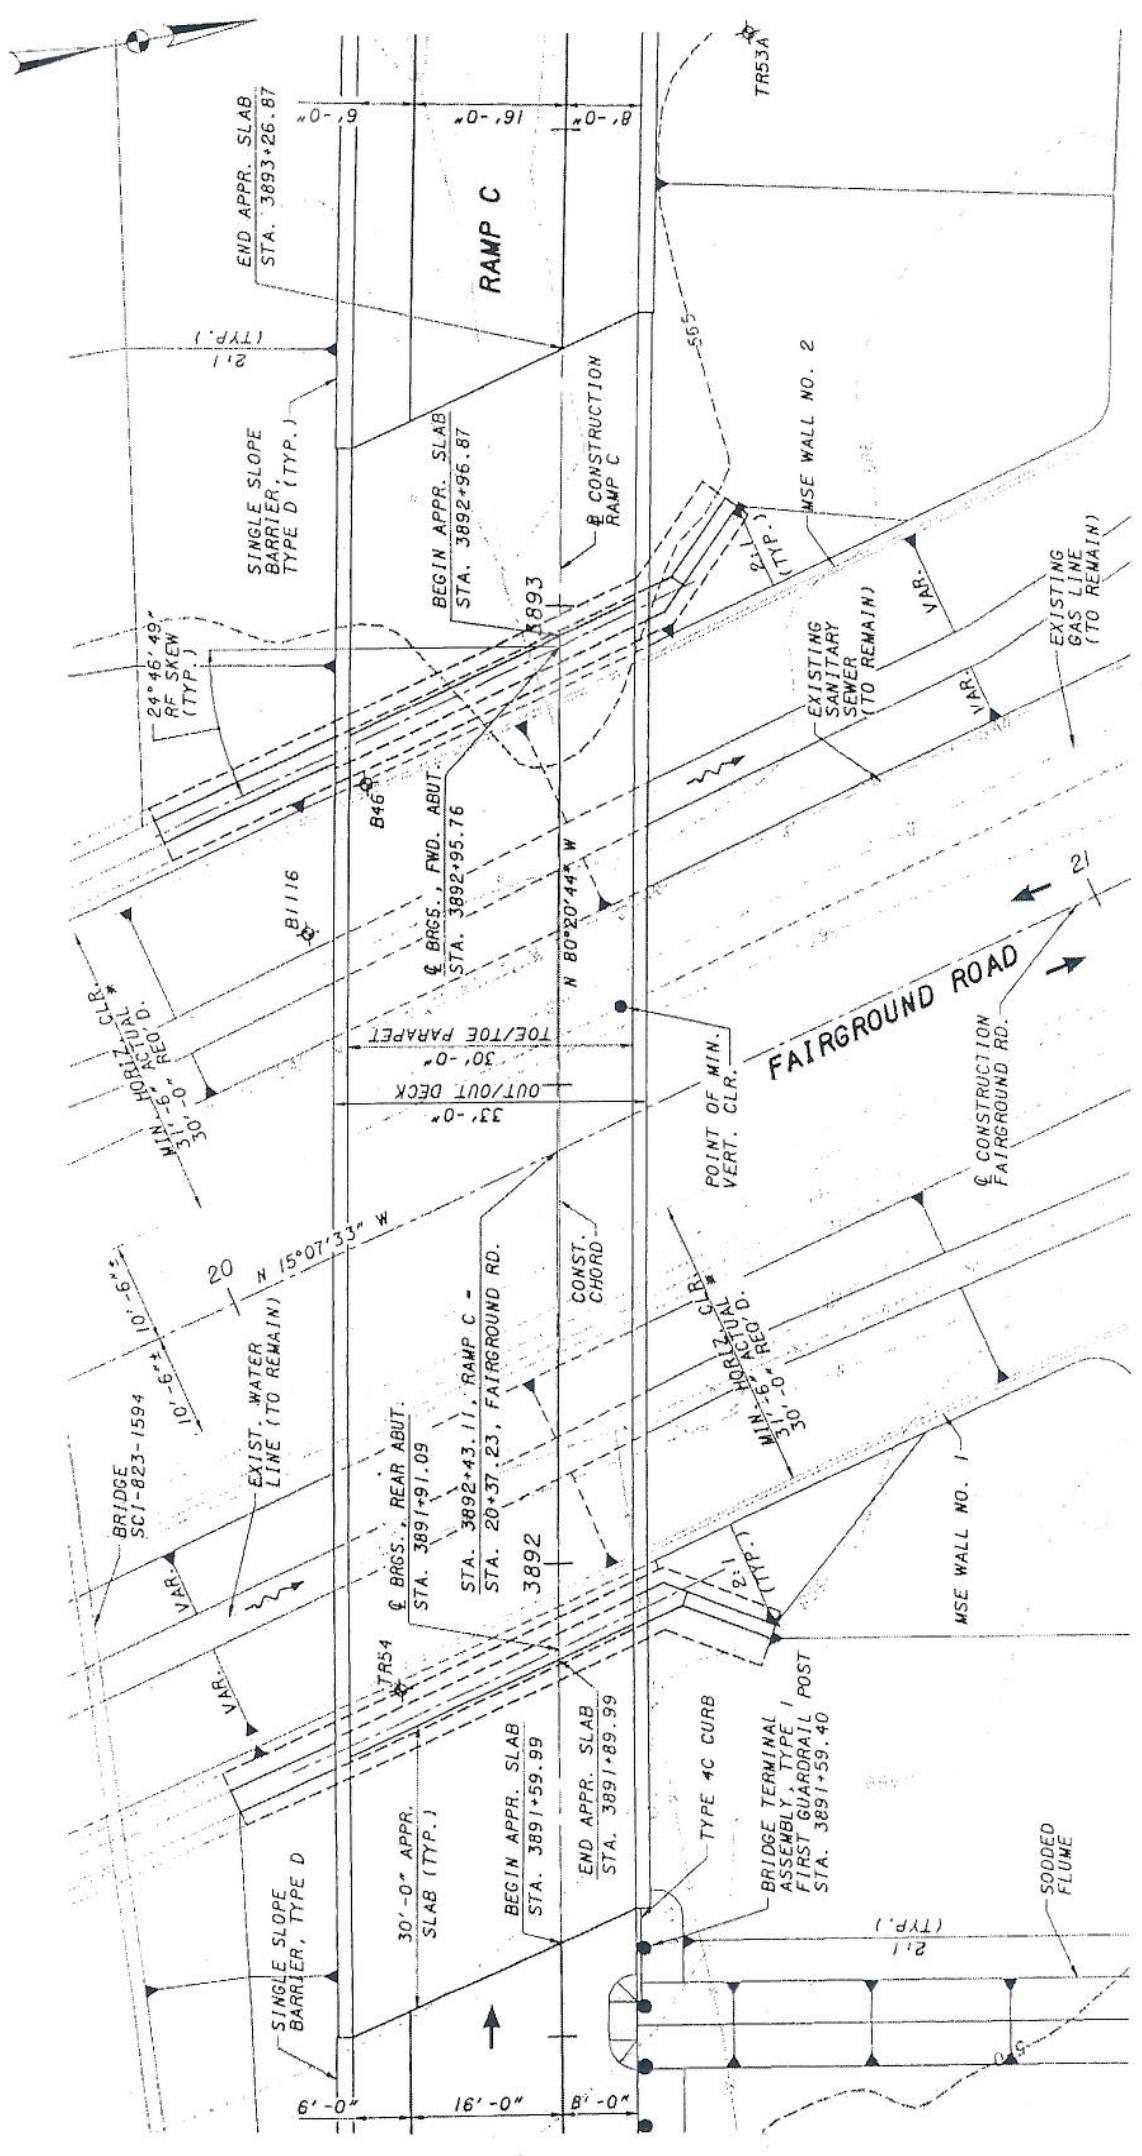 END APPR. SLAB
STA. 3893+26.87
6'-0"
16'-0"
8'-0"
TR53A
RAMP C
2:1
(TYP.)
SINGLE SLOPE
BARRIER,
TYPE D (TYP.)
BEGIN APPR. SLAB
STA. 3892+96.87
℄ CONSTRUCTION
RAMP C
565
MSE WALL NO. 2
24°46'49"
RF SKEW
(TYP.)
3893
2:1
(TYP.)
VAR.
EXISTING
GAS LINE
(TO REMAIN)
EXISTING
SANITARY
SEWER
(TO REMAIN)
VAR.
B46
B1116
℄ BRGS., FWD. ABUT.
STA. 3892+95.76
N 80°20'44" W
21
MIN. HORIZ. CLR.
31'-6" ACTUAL *
30'-0" REQ'D.
30'-0"
TOE/TOE PARAPET
33'-0"
OUT/OUT DECK
FAIRGROUND ROAD
POINT OF MIN.
VERT. CLR.
℄ CONSTRUCTION
FAIRGROUND RD.
10'-6"±
10'-6"±
20
N 15°07'33" W
BRIDGE
SCI-823-1594
EXIST. WATER
LINE (TO REMAIN)
CONST.
CHORD
MIN. HORIZ. CLR.
31'-6" ACTUAL *
30'-0" REQ'D.
STA. 3892+43.11, RAMP C =
STA. 20+37.23, FAIRGROUND RD.
℄ BRGS., REAR ABUT.
STA. 3891+91.09
3892
VAR.
VAR.
TR54
2:1
(TYP.)
MSE WALL NO. 1
30'-0" APPR.
SLAB (TYP.)
BEGIN APPR. SLAB
STA. 3891+59.99
END APPR. SLAB
STA. 3891+89.99
TYPE 4C CURB
BRIDGE TERMINAL
ASSEMBLY, TYPE 1
FIRST GUARDRAIL POST
STA. 3891+59.40
SODDED
FLUME
2:1
(TYP.)
SINGLE SLOPE
BARRIER, TYPE D
6'-0"
16'-0"
8'-0"